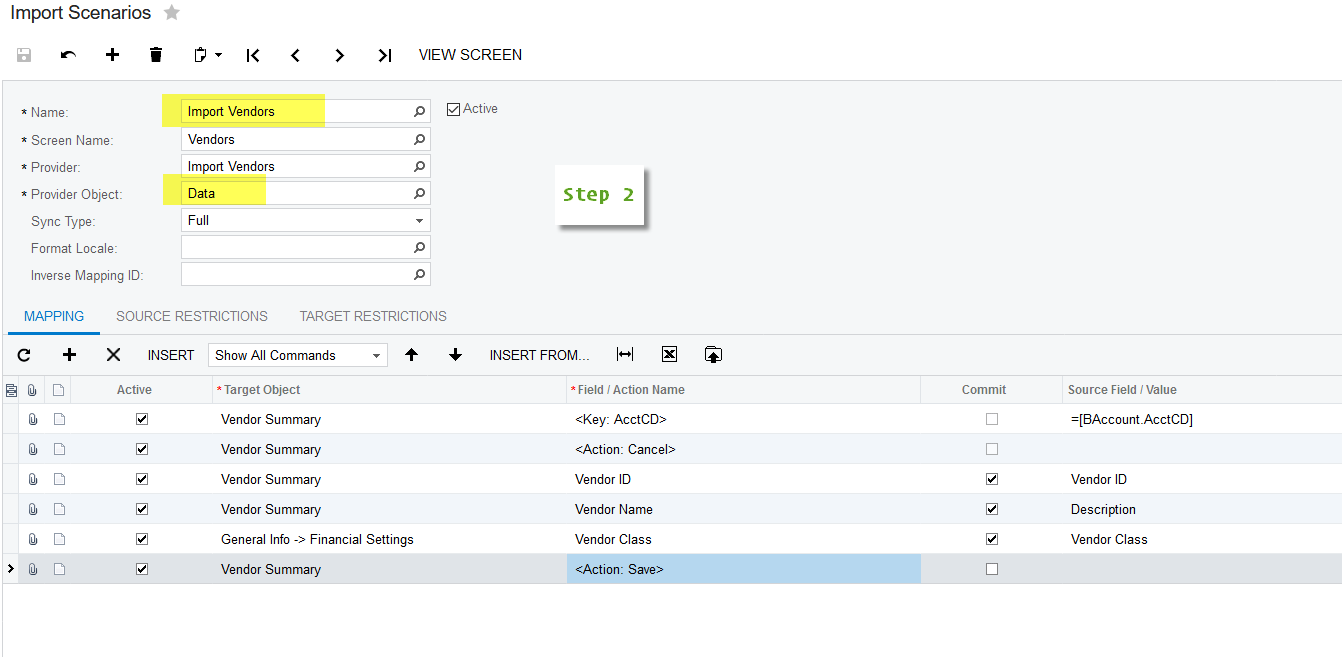 Import Scenarios
VIEW SCREEN
* Name: Import Vendors Active
* Screen Name: Vendors
* Provider: Import Vendors
* Provider Object: Data
Sync Type: Full
Format Locale:
Inverse Mapping ID:
Step 2
MAPPING SOURCE RESTRICTIONS TARGET RESTRICTIONS
INSERT Show All Commands INSERT FROM...
Active * Target Object * Field / Action Name Commit Source Field / Value
Vendor Summary <Key: AcctCD> =[BAccount.AcctCD]
Vendor Summary <Action: Cancel>
Vendor Summary Vendor ID Vendor ID
Vendor Summary Vendor Name Description
General Info -> Financial Settings Vendor Class Vendor Class
Vendor Summary <Action: Save>